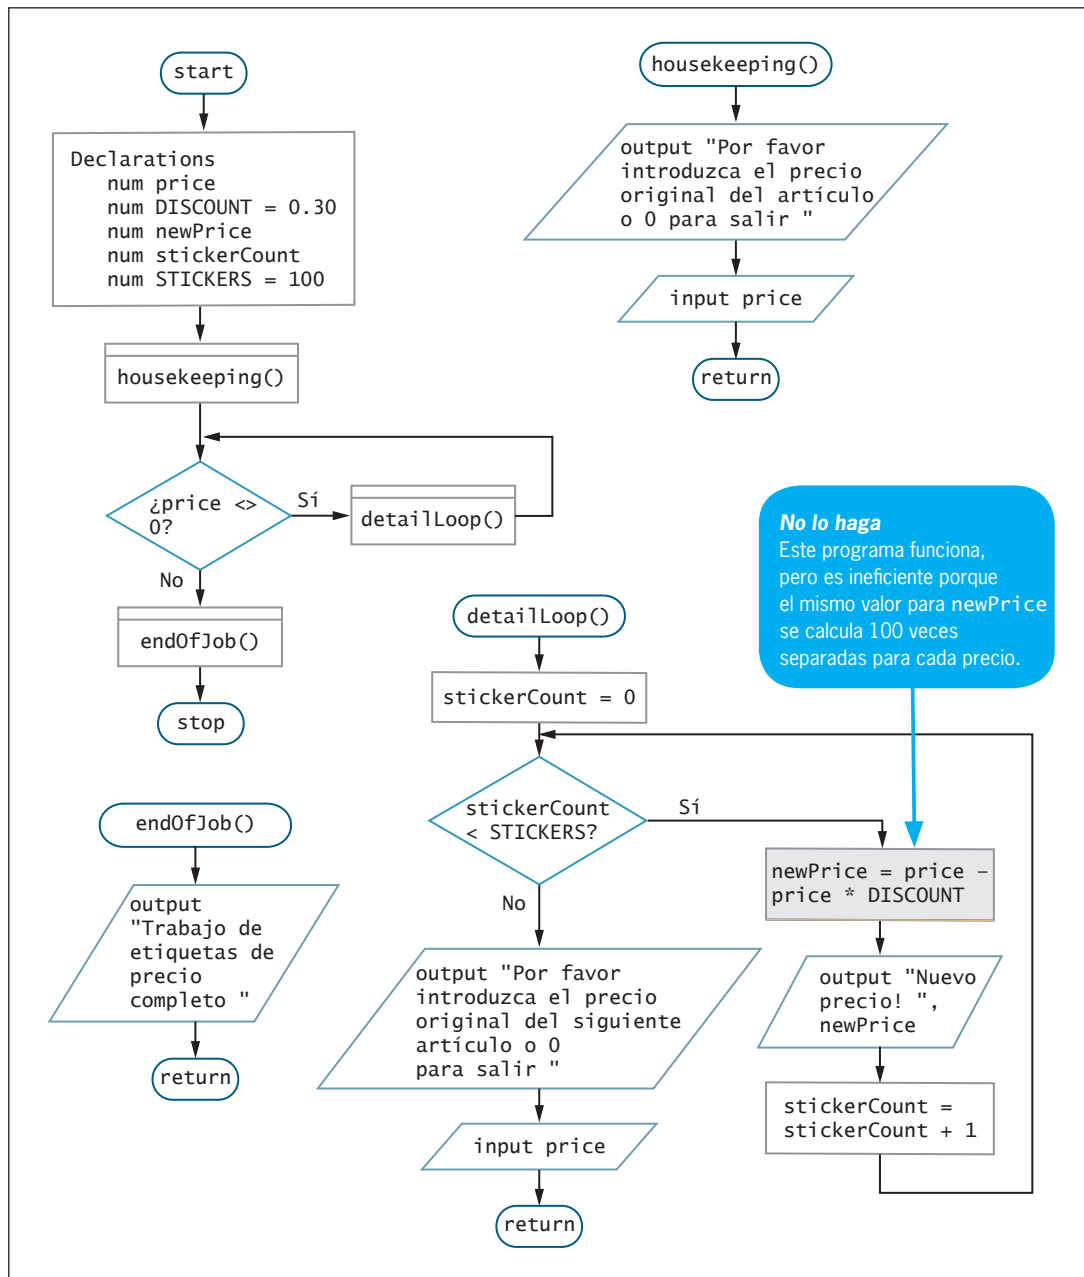 start
Declarations
num price
num DISCOUNT = 0.30
num newPrice
num stickerCount
num STICKERS = 100
housekeeping()
¿price <>
0?
Sí
detailLoop()
No
endOfJob()
stop
housekeeping()
output "Por favor
introduzca el precio
original del artículo
o 0 para salir "
input price
return
endOfJob()
output
"Trabajo de
etiquetas de
precio
completo "
return
detailLoop()
stickerCount = 0
stickerCount
< STICKERS?
Sí
No
output "Por favor
introduzca el precio
original del siguiente
artículo o 0
para salir "
input price
return
No lo haga
Este programa funciona,
pero es ineficiente porque
el mismo valor para newPrice
se calcula 100 veces
separadas para cada precio.
newPrice = price –
price * DISCOUNT
output "Nuevo
precio! ",
newPrice
stickerCount =
stickerCount + 1